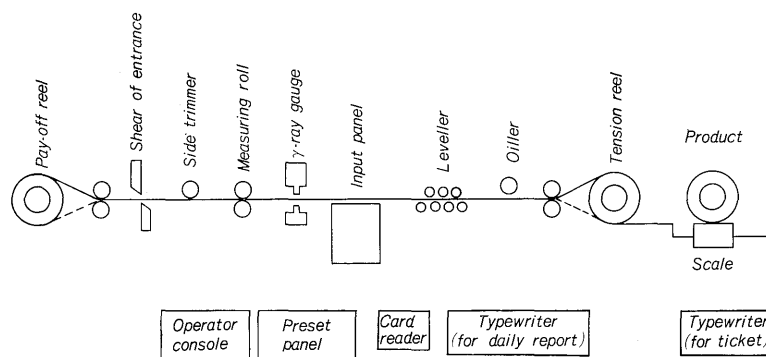 Pay-off reel
Shear of entrance
Side trimmer
Measuring roll
γ-ray gauge
Input panel
Leveller
Oiller
Tension reel
Product
Scale
Operator
console
Preset
panel
Card
reader
Typewriter
(for daily report)
Typewriter
(for ticket)